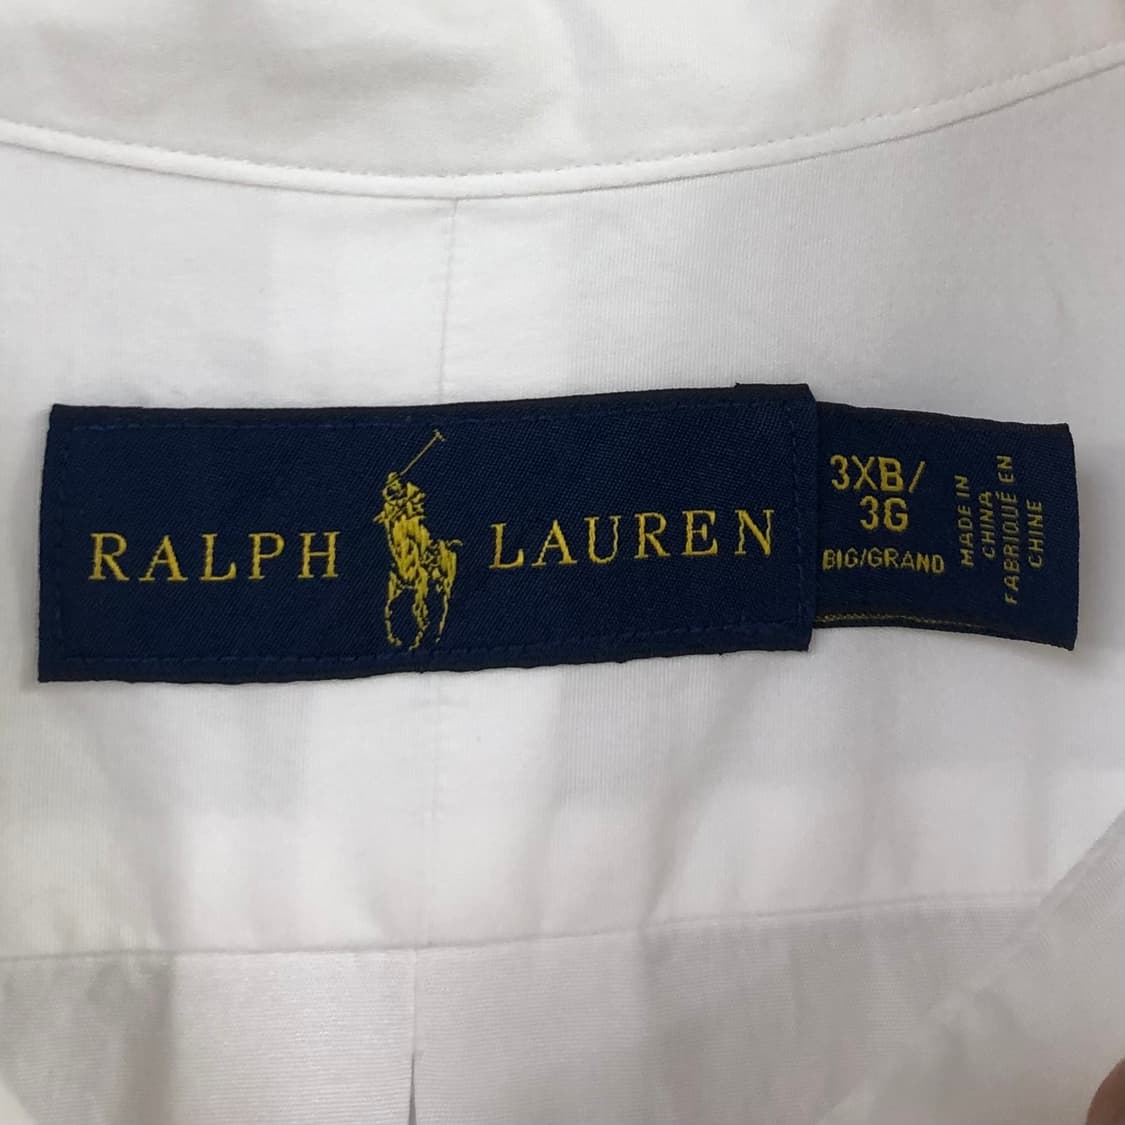 RALPH LAUREN
3XB/
3G
BIG/GRAND
MADE IN
CHINA
FABRIQUÉ EN
CHINE